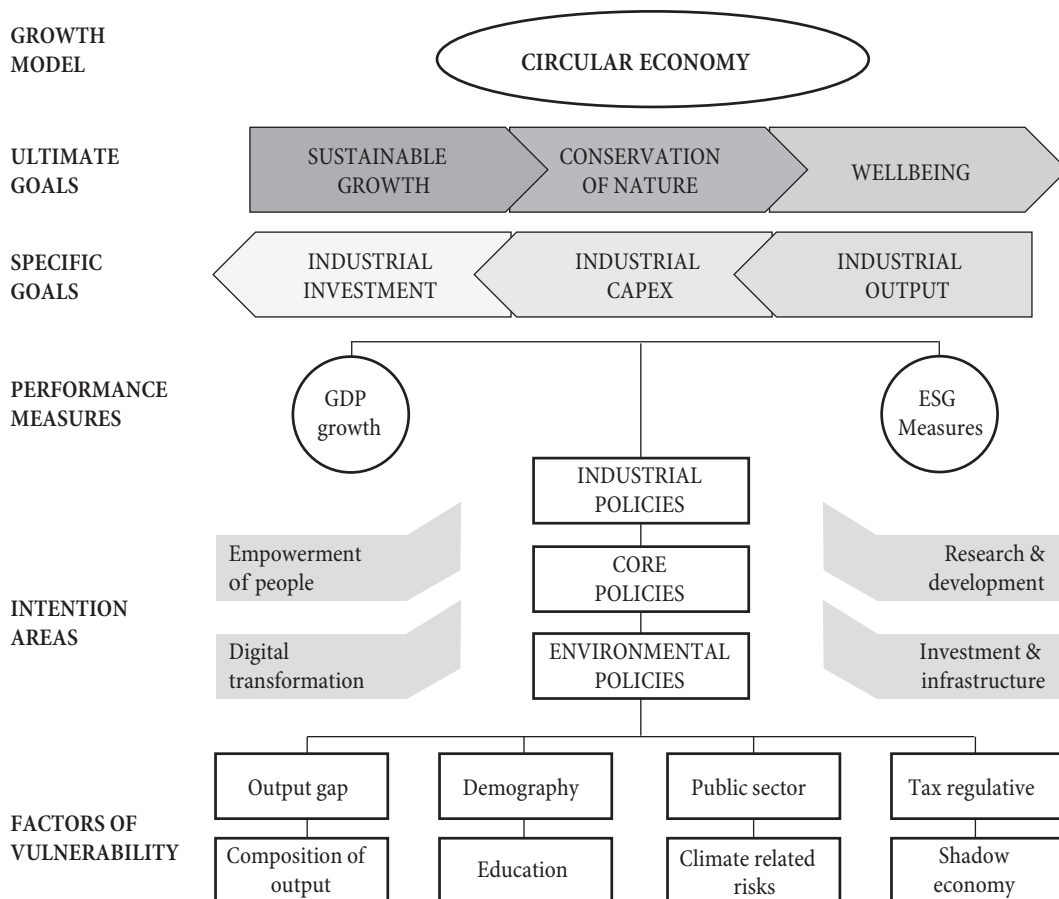 GROWTH
MODEL
CIRCULAR ECONOMY
ULTIMATE
GOALS
SUSTAINABLE
GROWTH
CONSERVATION
OF NATURE
WELLBEING
SPECIFIC
GOALS
INDUSTRIAL
INVESTMENT
INDUSTRIAL
CAPEX
INDUSTRIAL
OUTPUT
PERFORMANCE
MEASURES
GDP
growth
ESG
Measures
INTENTION
AREAS
Empowerment
of people
Digital
transformation
INDUSTRIAL
POLICIES
CORE
POLICIES
ENVIRONMENTAL
POLICIES
Research &
development
Investment &
infrastructure
FACTORS OF
VULNERABILITY
Output gap
Demography
Public sector
Tax regulative
Composition of
output
Education
Climate related
risks
Shadow
economy